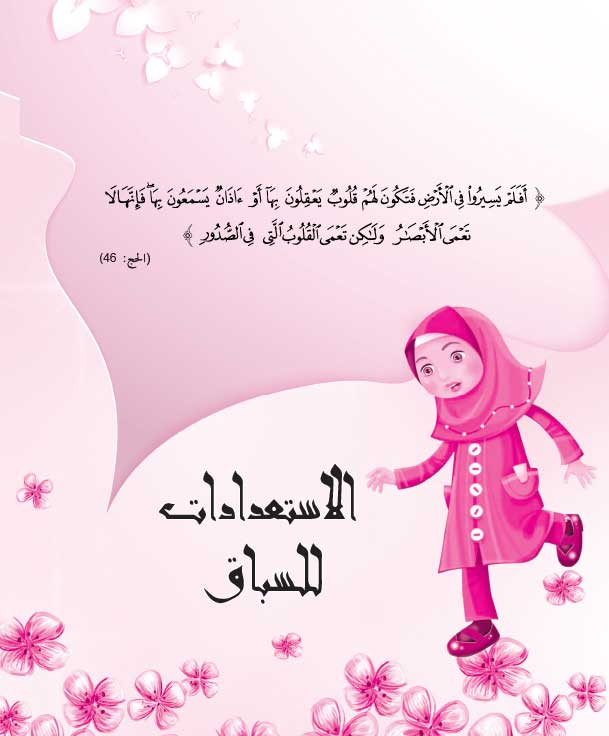 ﴿ أَفَلَمْ يَسِيرُوا۟ فِى ٱلْأَرْضِ فَتَكُونَ لَهُمْ قُلُوبٌ يَعْقِلُونَ بِهَآ أَوْ ءَاذَانٌ يَسْمَعُونَ بِهَا ۖ فَإِنَّهَا لَا
تَعْمَى ٱلْأَبْصَـٰرُ وَلَـٰكِن تَعْمَى ٱلْقُلُوبُ ٱلَّتِى فِى ٱلصُّدُورِ ﴾
(الحج: 46)
الاستعدادات
للسباق